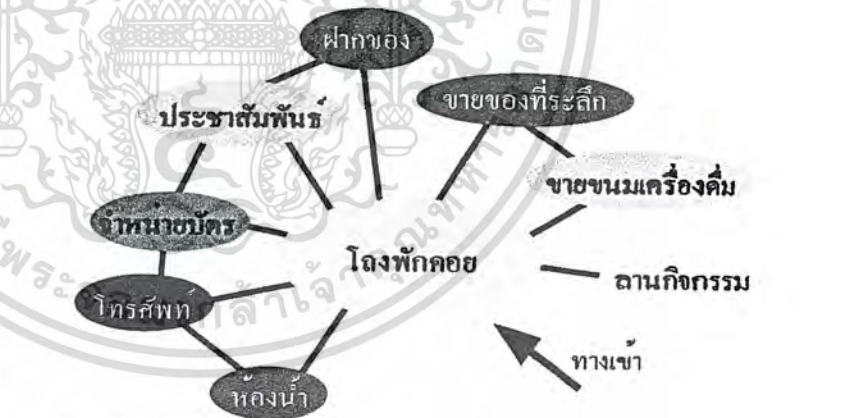 ฝากของ
ขายของที่ระลึก
ประชาสัมพันธ์
ขายขนมเครื่องดื่ม
จำหน่ายบัตร
โถงพักคอย
ลานกิจกรรม
โทรศัพท์
ทางเข้า
ห้องน้ำ